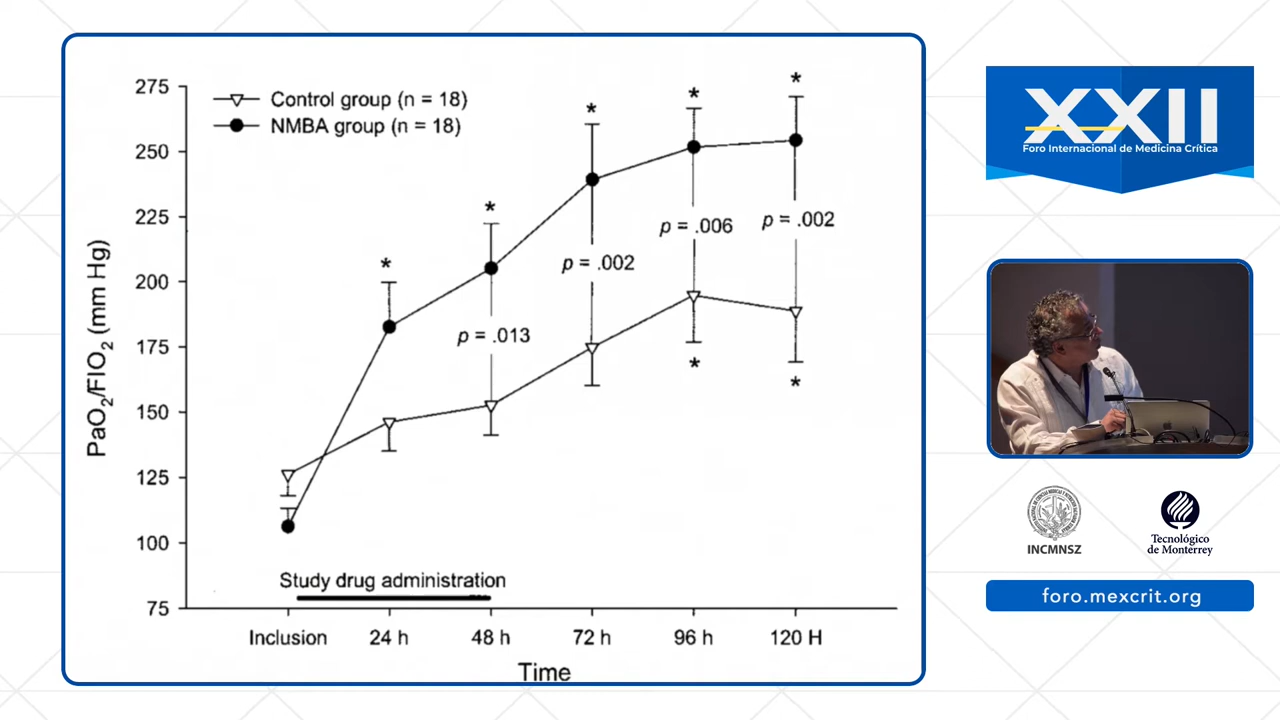 Control group (n = 18)
NMBA group (n = 18)
275
250
225
200
175
150
125
100
75
PaO2/FIO2 (mm Hg)
*
*
*
*
*
p = .013
p = .002
p = .006
p = .002
*
*
Study drug administration
Inclusion
24 h
48 h
72 h
96 h
120 H
Time
XXII
Foro Internacional de Medicina Crítica
INCMNSZ
Tecnológico
de Monterrey
foro.mexcrit.org